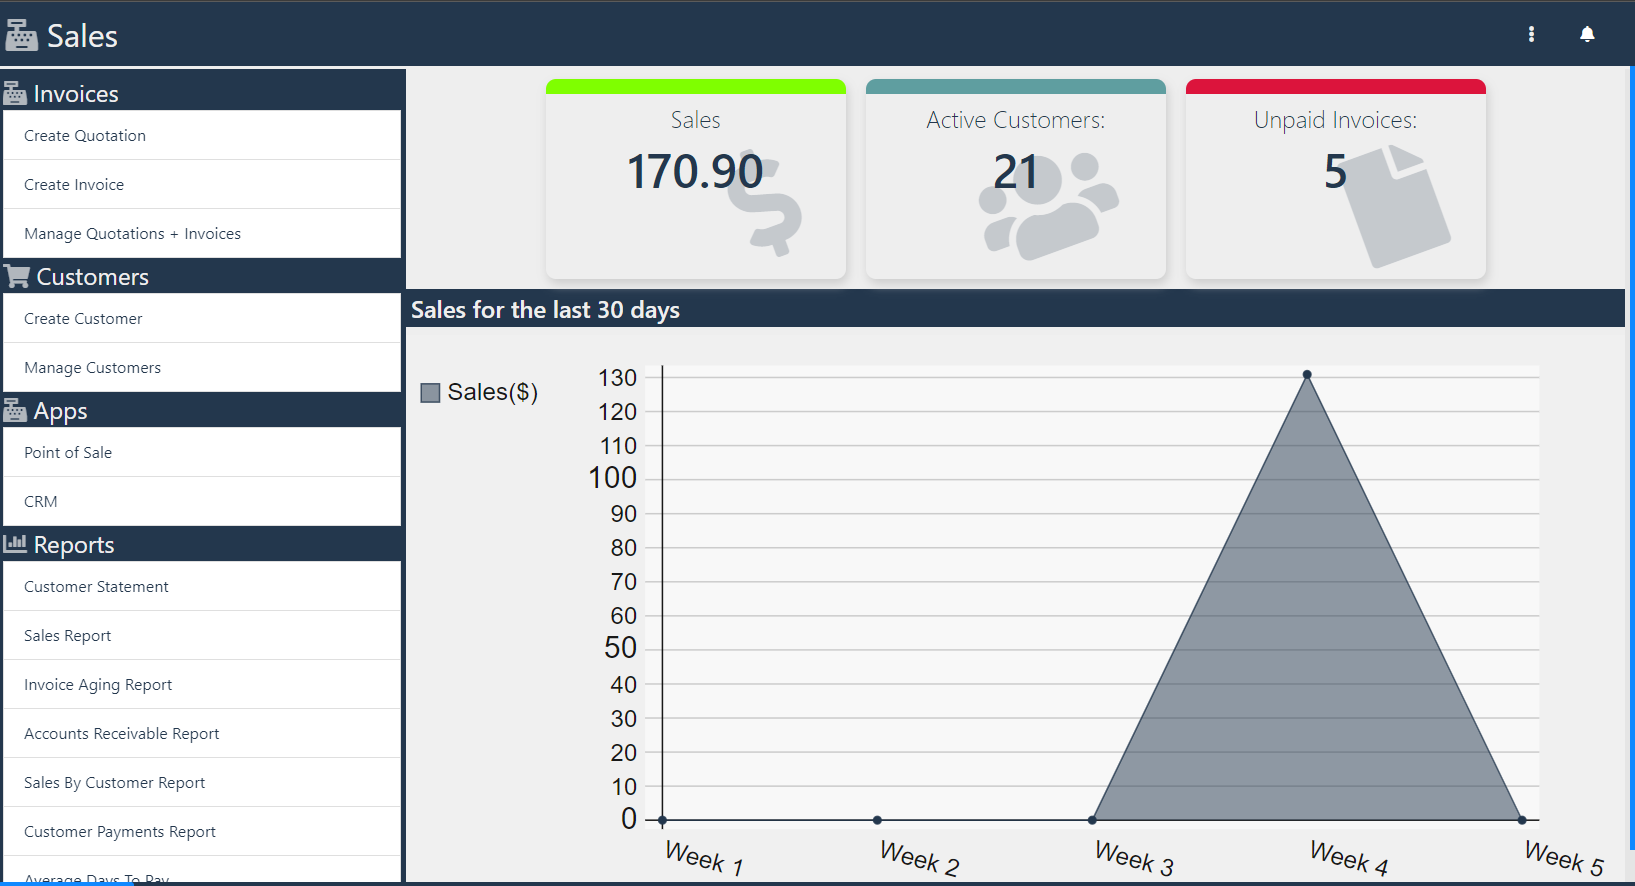 Sales
Invoices
Create Quotation
Create Invoice
Manage Quotations + Invoices
Customers
Create Customer
Manage Customers
Apps
Point of Sale
CRM
Reports
Customer Statement
Sales Report
Invoice Aging Report
Accounts Receivable Report
Sales By Customer Report
Customer Payments Report
Average Days To Pay
Sales
170.90
Active Customers:
21
Unpaid Invoices:
5
Sales for the last 30 days
Sales($)
130
120
110
100
90
80
70
60
50
40
30
20
10
0
Week 1
Week 2
Week 3
Week 4
Week 5